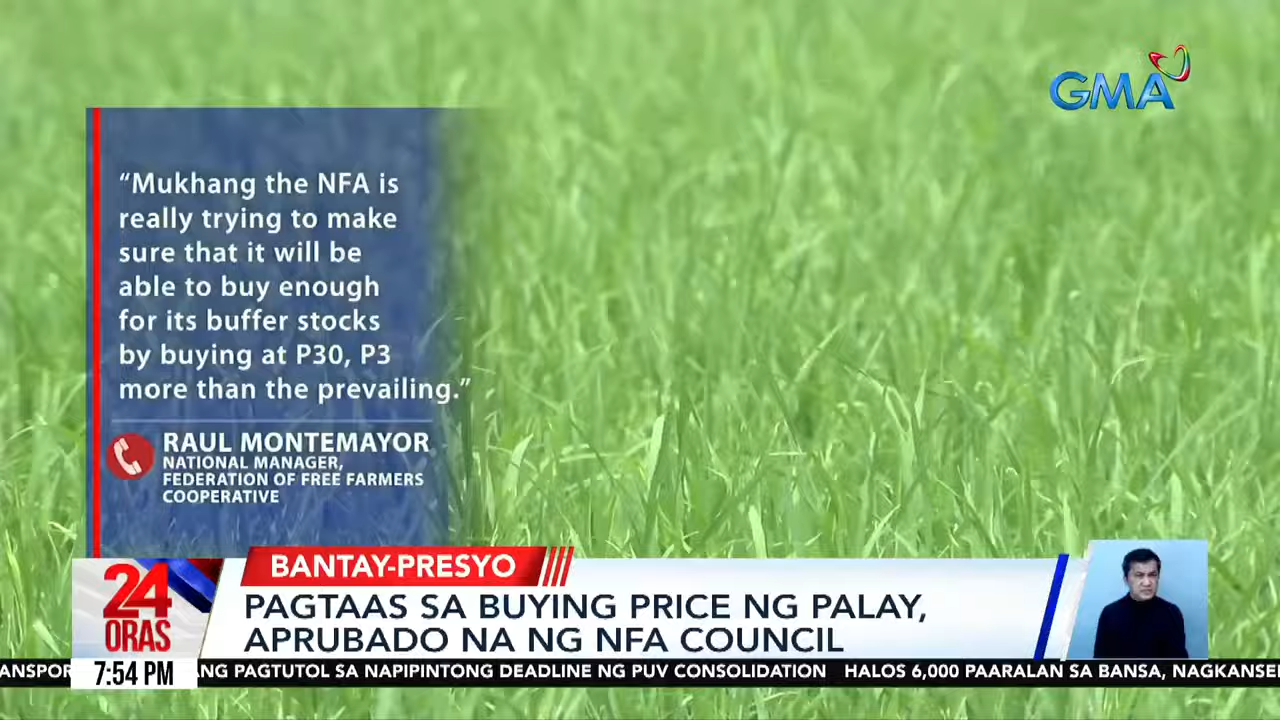 GMA
“Mukhang the NFA is
really trying to make
sure that it will be
able to buy enough
for its buffer stocks
by buying at P30, P3
more than the prevailing.”
RAUL MONTEMAYOR
NATIONAL MANAGER,
FEDERATION OF FREE FARMERS
COOPERATIVE
BANTAY-PRESYO
24
ORAS
PAGTAAS SA BUYING PRICE NG PALAY,
APRUBADO NA NG NFA COUNCIL
7:54 PM
ANSPOR ANG PAGTUTOL SA NAPIPINTONG DEADLINE NG PUV CONSOLIDATION HALOS 6,000 PAARALAN SA BANSA, NAGKANSE